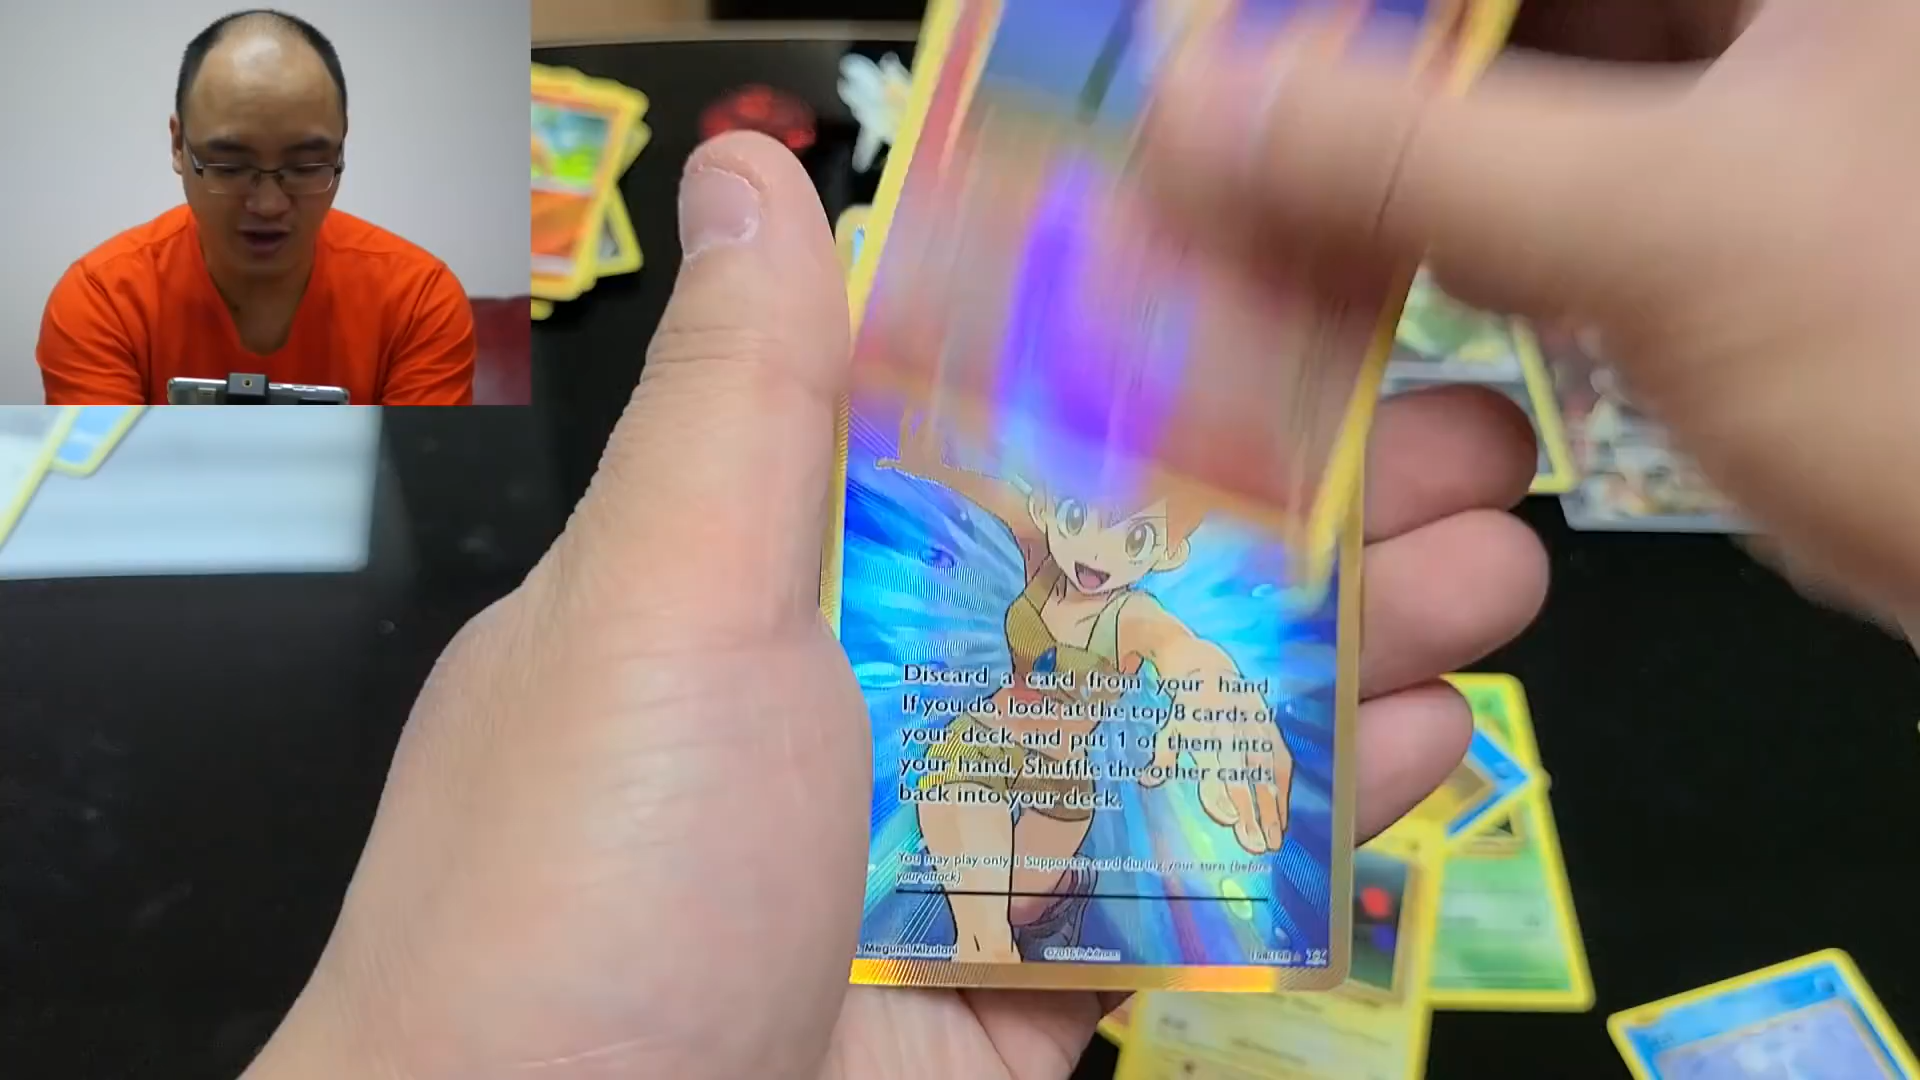 Discard a card from your hand.
If you do, look at the top 8 cards of
your deck and put 1 of them into
your hand. Shuffle the other cards
back into your deck.
You may play only 1 Supporter card during your turn (before
your attack).
Megumi Mizutani ©2016 Pokémon